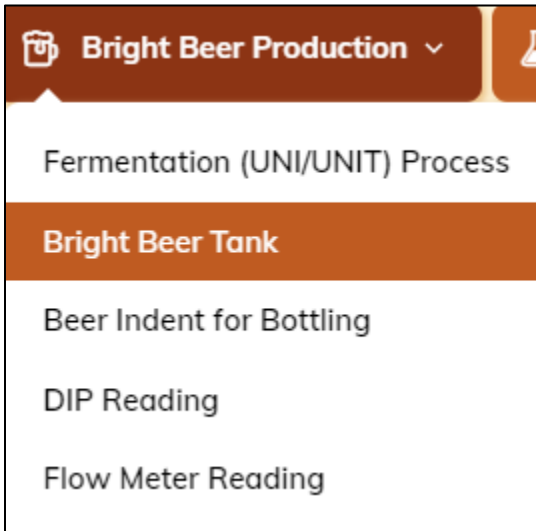 Bright Beer Production
Fermentation (UNI/UNIT) Process
Bright Beer Tank
Beer Indent for Bottling
DIP Reading
Flow Meter Reading